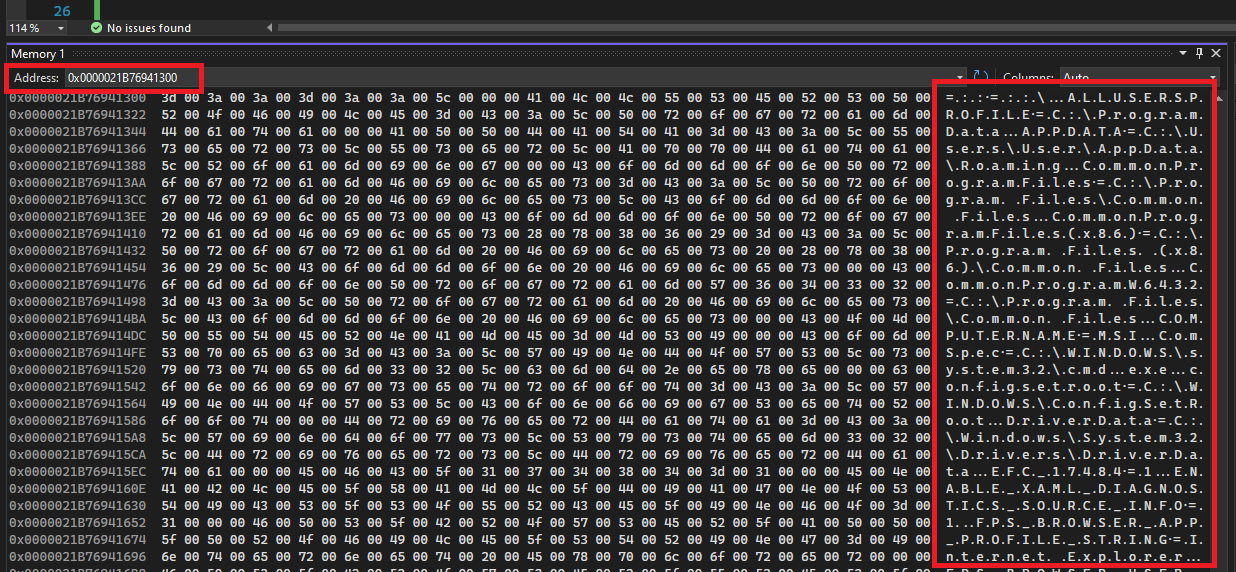 26
114 %
No issues found
Memory 1
Address: 0x0000021B76941300
Columns: Auto
0x0000021B76941300 3d 00 3a 00 3a 00 3d 00 3a 00 3a 00 5c 00 00 00 41 00 4c 00 4c 00 55 00 53 00 45 00 52 00 53 00 50 00 =.:.:.=.:.:.\...A.L.L.U.S.E.R.S.P.
0x0000021B76941322 52 00 4f 00 46 00 49 00 4c 00 45 00 3d 00 43 00 3a 00 5c 00 50 00 72 00 6f 00 67 00 72 00 61 00 6d 00 R.O.F.I.L.E.=.C.:.\.P.r.o.g.r.a.m.
0x0000021B76941344 44 00 61 00 74 00 61 00 00 00 41 00 50 00 50 00 44 00 41 00 54 00 41 00 3d 00 43 00 3a 00 5c 00 55 00 D.a.t.a...A.P.P.D.A.T.A.=.C.:.\.U.
0x0000021B76941366 73 00 65 00 72 00 73 00 5c 00 55 00 73 00 65 00 72 00 5c 00 41 00 70 00 70 00 44 00 61 00 74 00 61 00 s.e.r.s.\.U.s.e.r.\.A.p.p.D.a.t.a.
0x0000021B76941388 5c 00 52 00 6f 00 61 00 6d 00 69 00 6e 00 67 00 00 00 43 00 6f 00 6d 00 6d 00 6f 00 6e 00 50 00 72 00 \.R.o.a.m.i.n.g...C.o.m.m.o.n.P.r.
0x0000021B769413AA 6f 00 67 00 72 00 61 00 6d 00 46 00 69 00 6c 00 65 00 73 00 3d 00 43 00 3a 00 5c 00 50 00 72 00 6f 00 o.g.r.a.m.F.i.l.e.s.=.C.:.\.P.r.o.
0x0000021B769413CC 67 00 72 00 61 00 6d 00 20 00 46 00 69 00 6c 00 65 00 73 00 5c 00 43 00 6f 00 6d 00 6d 00 6f 00 6e 00 g.r.a.m. .F.i.l.e.s.\.C.o.m.m.o.n.
0x0000021B769413EE 20 00 46 00 69 00 6c 00 65 00 73 00 00 00 43 00 6f 00 6d 00 6d 00 6f 00 6e 00 50 00 72 00 6f 00 67 00  .F.i.l.e.s...C.o.m.m.o.n.P.r.o.g.
0x0000021B76941410 72 00 61 00 6d 00 46 00 69 00 6c 00 65 00 73 00 28 00 78 00 38 00 36 00 29 00 3d 00 43 00 3a 00 5c 00 r.a.m.F.i.l.e.s.(.x.8.6.).=.C.:.\.
0x0000021B76941432 50 00 72 00 6f 00 67 00 72 00 61 00 6d 00 20 00 46 00 69 00 6c 00 65 00 73 00 20 00 28 00 78 00 38 00 P.r.o.g.r.a.m. .F.i.l.e.s. .(.x.8.
0x0000021B76941454 36 00 29 00 5c 00 43 00 6f 00 6d 00 6d 00 6f 00 6e 00 20 00 46 00 69 00 6c 00 65 00 73 00 00 00 43 00 6.).\.C.o.m.m.o.n. .F.i.l.e.s...C.
0x0000021B76941476 6f 00 6d 00 6d 00 6f 00 6e 00 50 00 72 00 6f 00 67 00 72 00 61 00 6d 00 57 00 36 00 34 00 33 00 32 00 o.m.m.o.n.P.r.o.g.r.a.m.W.6.4.3.2.
0x0000021B76941498 3d 00 43 00 3a 00 5c 00 50 00 72 00 6f 00 67 00 72 00 61 00 6d 00 20 00 46 00 69 00 6c 00 65 00 73 00 =.C.:.\.P.r.o.g.r.a.m. .F.i.l.e.s.
0x0000021B769414BA 5c 00 43 00 6f 00 6d 00 6d 00 6f 00 6e 00 20 00 46 00 69 00 6c 00 65 00 73 00 00 00 43 00 4f 00 4d 00 \.C.o.m.m.o.n. .F.i.l.e.s...C.O.M.
0x0000021B769414DC 50 00 55 00 54 00 45 00 52 00 4e 00 41 00 4d 00 45 00 3d 00 4d 00 53 00 49 00 00 00 43 00 6f 00 6d 00 P.U.T.E.R.N.A.M.E.=.M.S.I...C.o.m.
0x0000021B769414FE 53 00 70 00 65 00 63 00 3d 00 43 00 3a 00 5c 00 57 00 49 00 4e 00 44 00 4f 00 57 00 53 00 5c 00 73 00 S.p.e.c.=.C.:.\.W.I.N.D.O.W.S.\.s.
0x0000021B76941520 79 00 73 00 74 00 65 00 6d 00 33 00 32 00 5c 00 63 00 6d 00 64 00 2e 00 65 00 78 00 65 00 00 00 63 00 y.s.t.e.m.3.2.\.c.m.d...e.x.e...c.
0x0000021B76941542 6f 00 6e 00 66 00 69 00 67 00 73 00 65 00 74 00 72 00 6f 00 6f 00 74 00 3d 00 43 00 3a 00 5c 00 57 00 o.n.f.i.g.s.e.t.r.o.o.t.=.C.:.\.W.
0x0000021B76941564 49 00 4e 00 44 00 4f 00 57 00 53 00 5c 00 43 00 6f 00 6e 00 66 00 69 00 67 00 53 00 65 00 74 00 52 00 I.N.D.O.W.S.\.C.o.n.f.i.g.S.e.t.R.
0x0000021B76941586 6f 00 6f 00 74 00 00 00 44 00 72 00 69 00 76 00 65 00 72 00 44 00 61 00 74 00 61 00 3d 00 43 00 3a 00 o.o.t...D.r.i.v.e.r.D.a.t.a.=.C.:.
0x0000021B769415A8 5c 00 57 00 69 00 6e 00 64 00 6f 00 77 00 73 00 5c 00 53 00 79 00 73 00 74 00 65 00 6d 00 33 00 32 00 \.W.i.n.d.o.w.s.\.S.y.s.t.e.m.3.2.
0x0000021B769415CA 5c 00 44 00 72 00 69 00 76 00 65 00 72 00 73 00 5c 00 44 00 72 00 69 00 76 00 65 00 72 00 44 00 61 00 \.D.r.i.v.e.r.s.\.D.r.i.v.e.r.D.a.
0x0000021B769415EC 74 00 61 00 00 00 45 00 46 00 43 00 5f 00 31 00 37 00 34 00 38 00 34 00 3d 00 31 00 00 00 45 00 4e 00 t.a...E.F.C._.1.7.4.8.4.=.1...E.N.
0x0000021B7694160E 41 00 42 00 4c 00 45 00 5f 00 58 00 41 00 4d 00 4c 00 5f 00 44 00 49 00 41 00 47 00 4e 00 4f 00 53 00 A.B.L.E._.X.A.M.L._.D.I.A.G.N.O.S.
0x0000021B76941630 54 00 49 00 43 00 53 00 5f 00 53 00 4f 00 55 00 52 00 43 00 45 00 5f 00 49 00 4e 00 46 00 4f 00 3d 00 T.I.C.S._.S.O.U.R.C.E._.I.N.F.O.=.
0x0000021B76941652 31 00 00 00 46 00 50 00 53 00 5f 00 42 00 52 00 4f 00 57 00 53 00 45 00 52 00 5f 00 41 00 50 00 50 00 1...F.P.S._.B.R.O.W.S.E.R._.A.P.P.
0x0000021B76941674 5f 00 50 00 52 00 4f 00 46 00 49 00 4c 00 45 00 5f 00 53 00 54 00 52 00 49 00 4e 00 47 00 3d 00 49 00 _.P.R.O.F.I.L.E._.S.T.R.I.N.G.=.I.
0x0000021B76941696 6e 00 74 00 65 00 72 00 6e 00 65 00 74 00 20 00 45 00 78 00 70 00 6c 00 6f 00 72 00 65 00 72 00 00 00 n.t.e.r.n.e.t. .E.x.p.l.o.r.e.r...